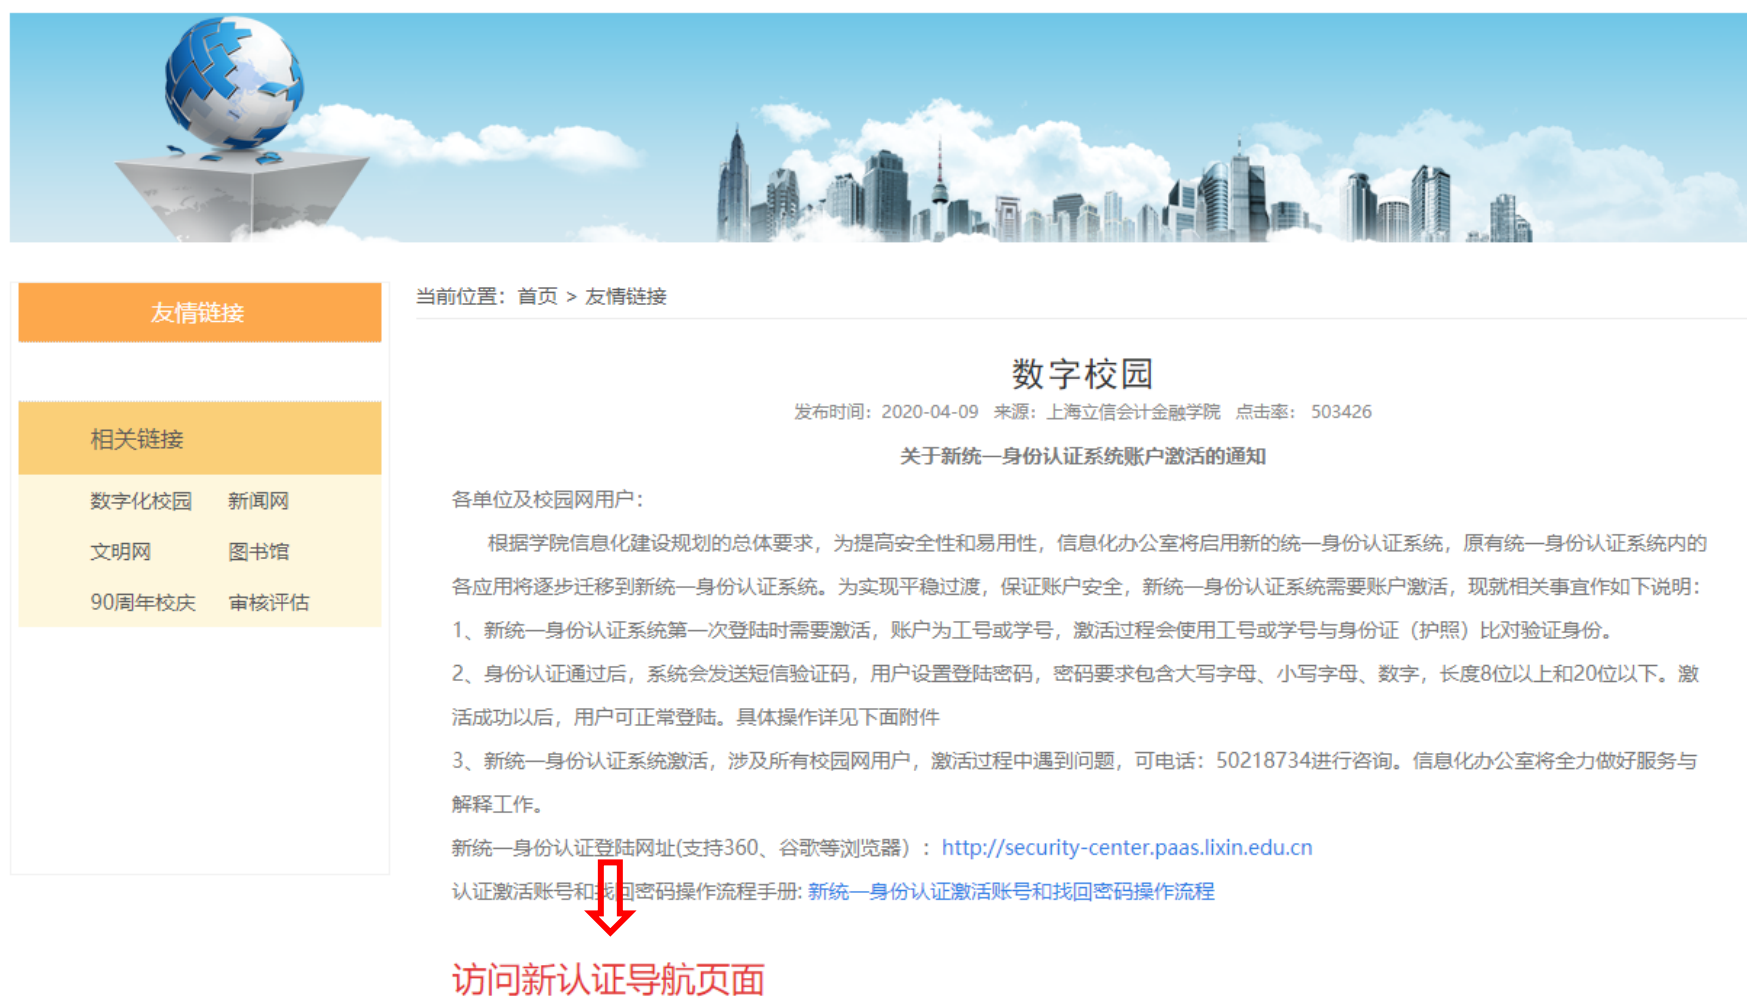 友情链接
相关链接
数字化校园 新闻网
文明网 图书馆
90周年校庆 审核评估
当前位置：首页 > 友情链接
数字校园
发布时间：2020-04-09 来源：上海立信会计金融学院 点击率： 503426
关于新统一身份认证系统账户激活的通知
各单位及校园网用户：
根据学院信息化建设规划的总体要求，为提高安全性和易用性，信息化办公室将启用新的统一身份认证系统，原有统一身份认证系统内的
各应用将逐步迁移到新统一身份认证系统。为实现平稳过渡，保证账户安全，新统一身份认证系统需要账户激活，现就相关事宜作如下说明：
1、新统一身份认证系统第一次登陆时需要激活，账户为工号或学号，激活过程会使用工号或学号与身份证（护照）比对验证身份。
2、身份认证通过后，系统会发送短信验证码，用户设置登陆密码，密码要求包含大写字母、小写字母、数字，长度8位以上和20位以下。激
活成功以后，用户可正常登陆。具体操作详见下面附件
3、新统一身份认证系统激活，涉及所有校园网用户，激活过程中遇到问题，可电话：50218734进行咨询。信息化办公室将全力做好服务与
解释工作。
新统一身份认证登陆网址(支持360、谷歌等浏览器）：http://security-center.paas.lixin.edu.cn
认证激活账号和找回密码操作流程手册: 新统一身份认证激活账号和找回密码操作流程
访问新认证导航页面